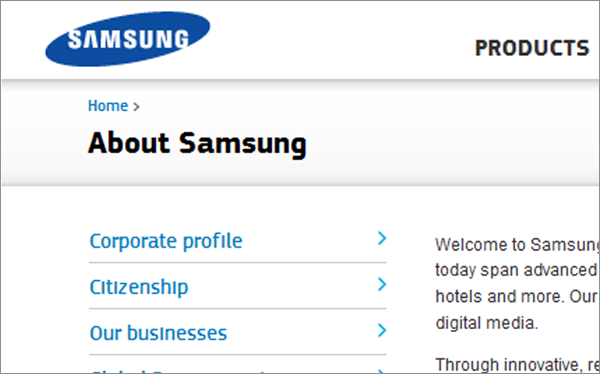 SAMSUNG
PRODUCTS
Home >
About Samsung
Corporate profile
Citizenship
Our businesses
Welcome to Samsung
today span advanced
hotels and more. Our
digital media.
Through innovative, re